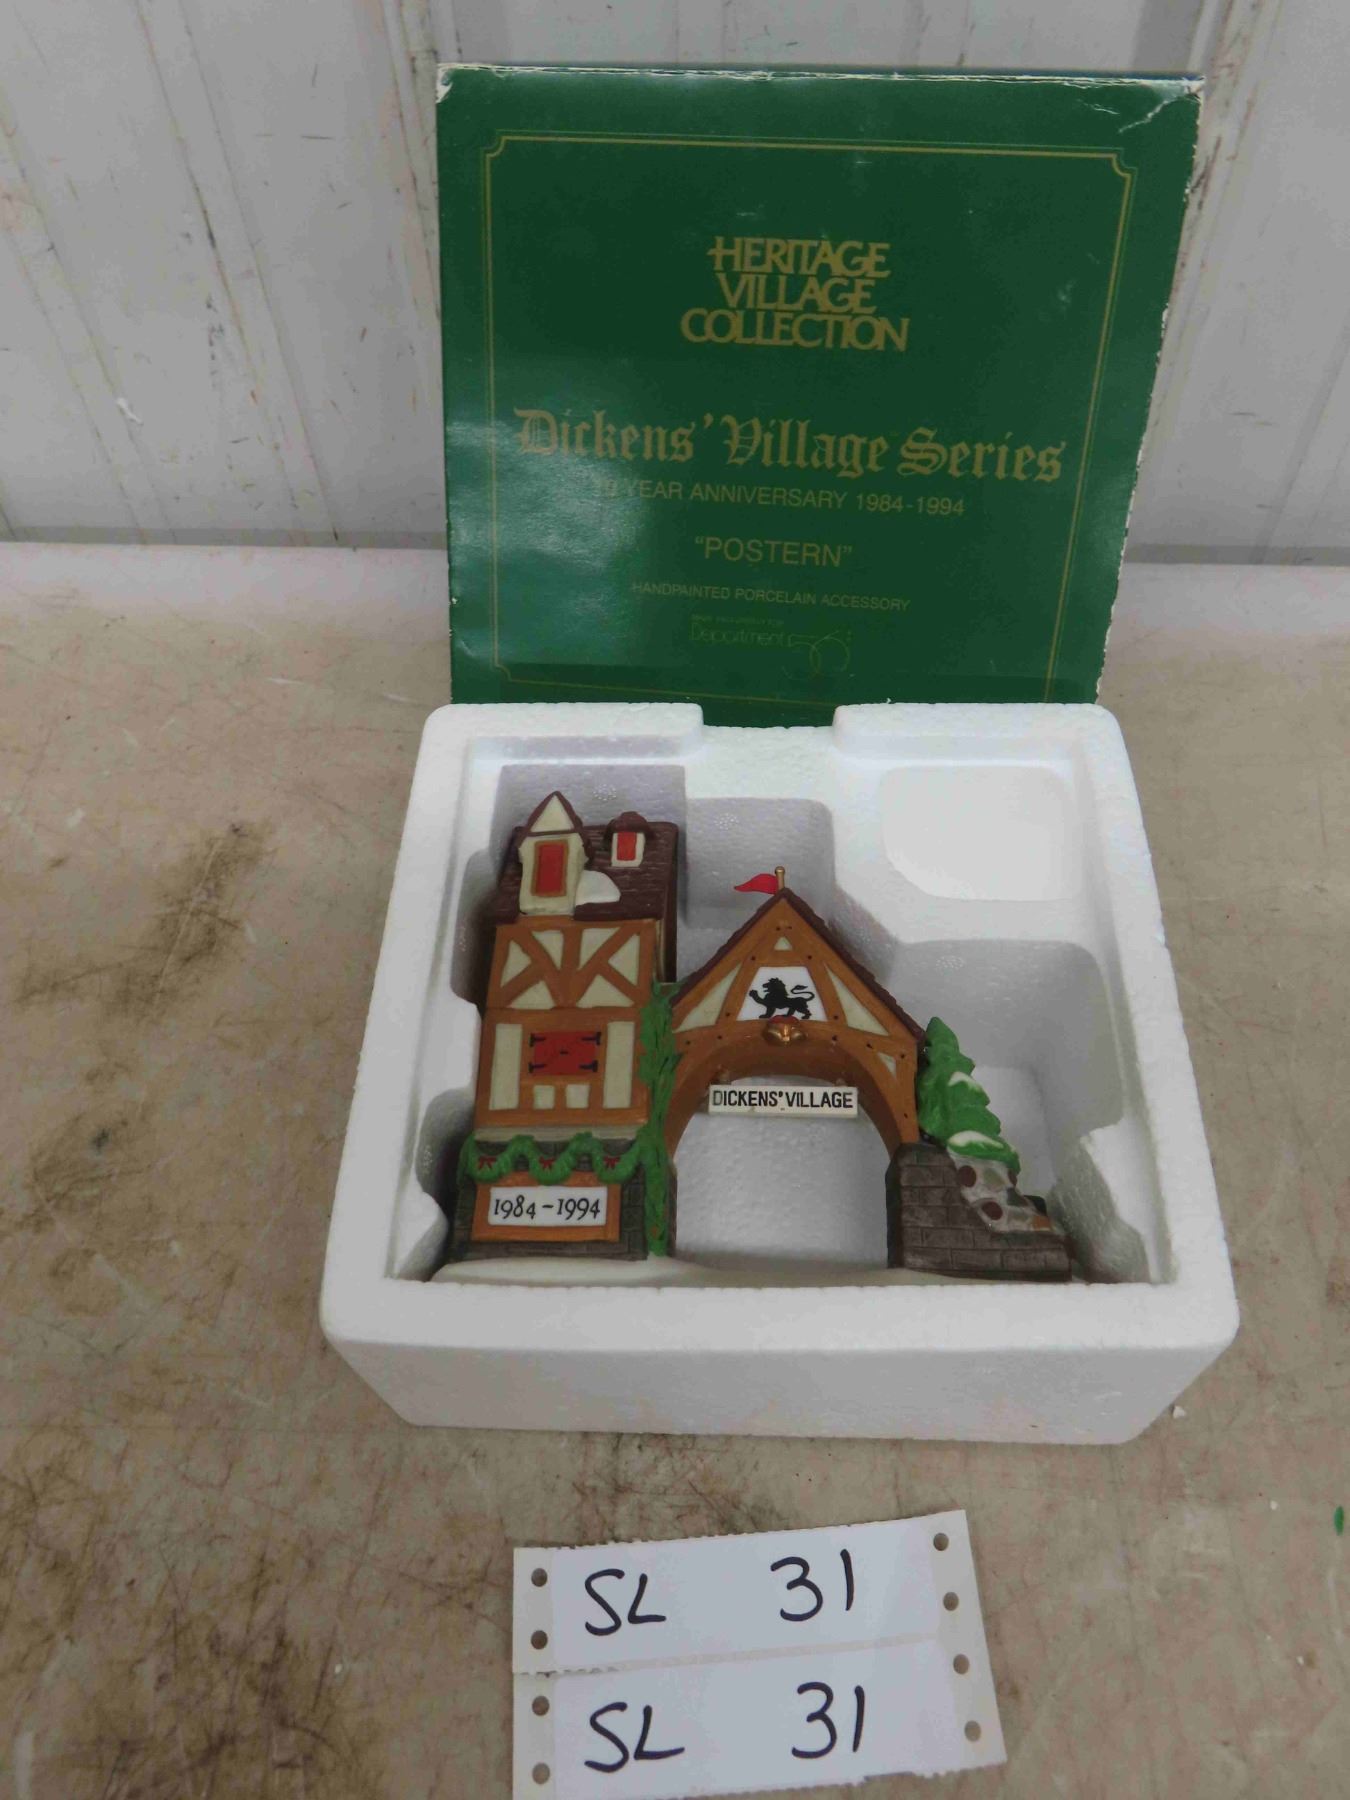 HERITAGE
VILLAGE
COLLECTION
Dickens' Village Series
10 YEAR ANNIVERSARY 1984-1994
"POSTERN"
HANDPAINTED PORCELAIN ACCESSORY
Department 56
DICKENS' VILLAGE
1984-1994
SL 31
SL 31